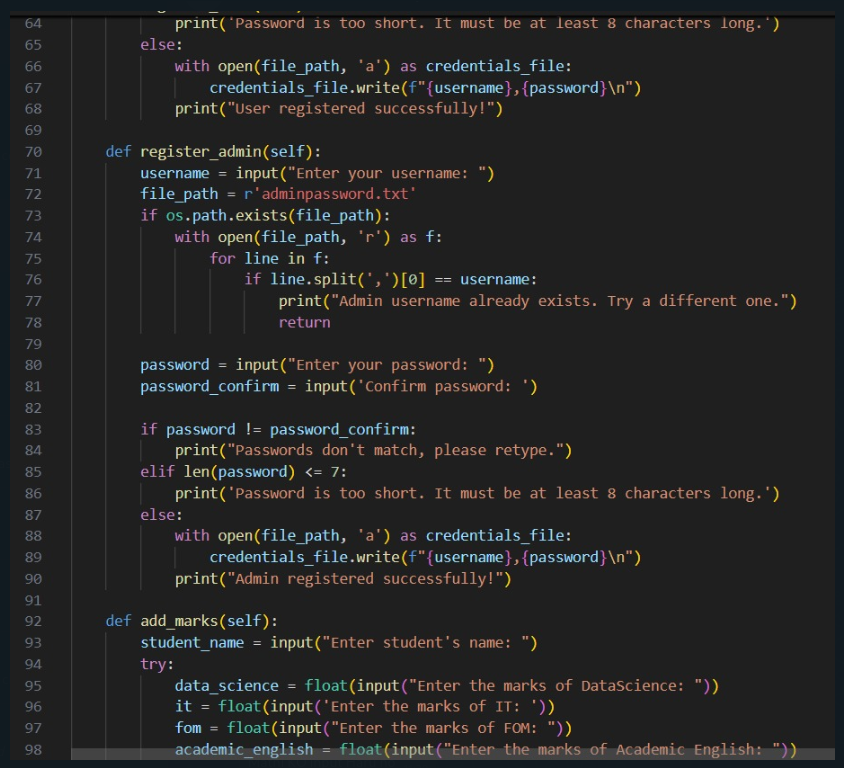 64 print('Password is too short. It must be at least 8 characters long.')
65 else:
66 with open(file_path, 'a') as credentials_file:
67 credentials_file.write(f"{username},{password}\n")
68 print("User registered successfully!")
69
70 def register_admin(self):
71 username = input("Enter your username: ")
72 file_path = r'adminpassword.txt'
73 if os.path.exists(file_path):
74 with open(file_path, 'r') as f:
75 for line in f:
76 if line.split(',')[0] == username:
77 print("Admin username already exists. Try a different one.")
78 return
79
80 password = input("Enter your password: ")
81 password_confirm = input('Confirm password: ')
82
83 if password != password_confirm:
84 print("Passwords don't match, please retype.")
85 elif len(password) <= 7:
86 print('Password is too short. It must be at least 8 characters long.')
87 else:
88 with open(file_path, 'a') as credentials_file:
89 credentials_file.write(f"{username},{password}\n")
90 print("Admin registered successfully!")
91
92 def add_marks(self):
93 student_name = input("Enter student's name: ")
94 try:
95 data_science = float(input("Enter the marks of DataScience: "))
96 it = float(input('Enter the marks of IT: '))
97 fom = float(input("Enter the marks of FOM: "))
98 academic_english = float(input("Enter the marks of Academic English: "))